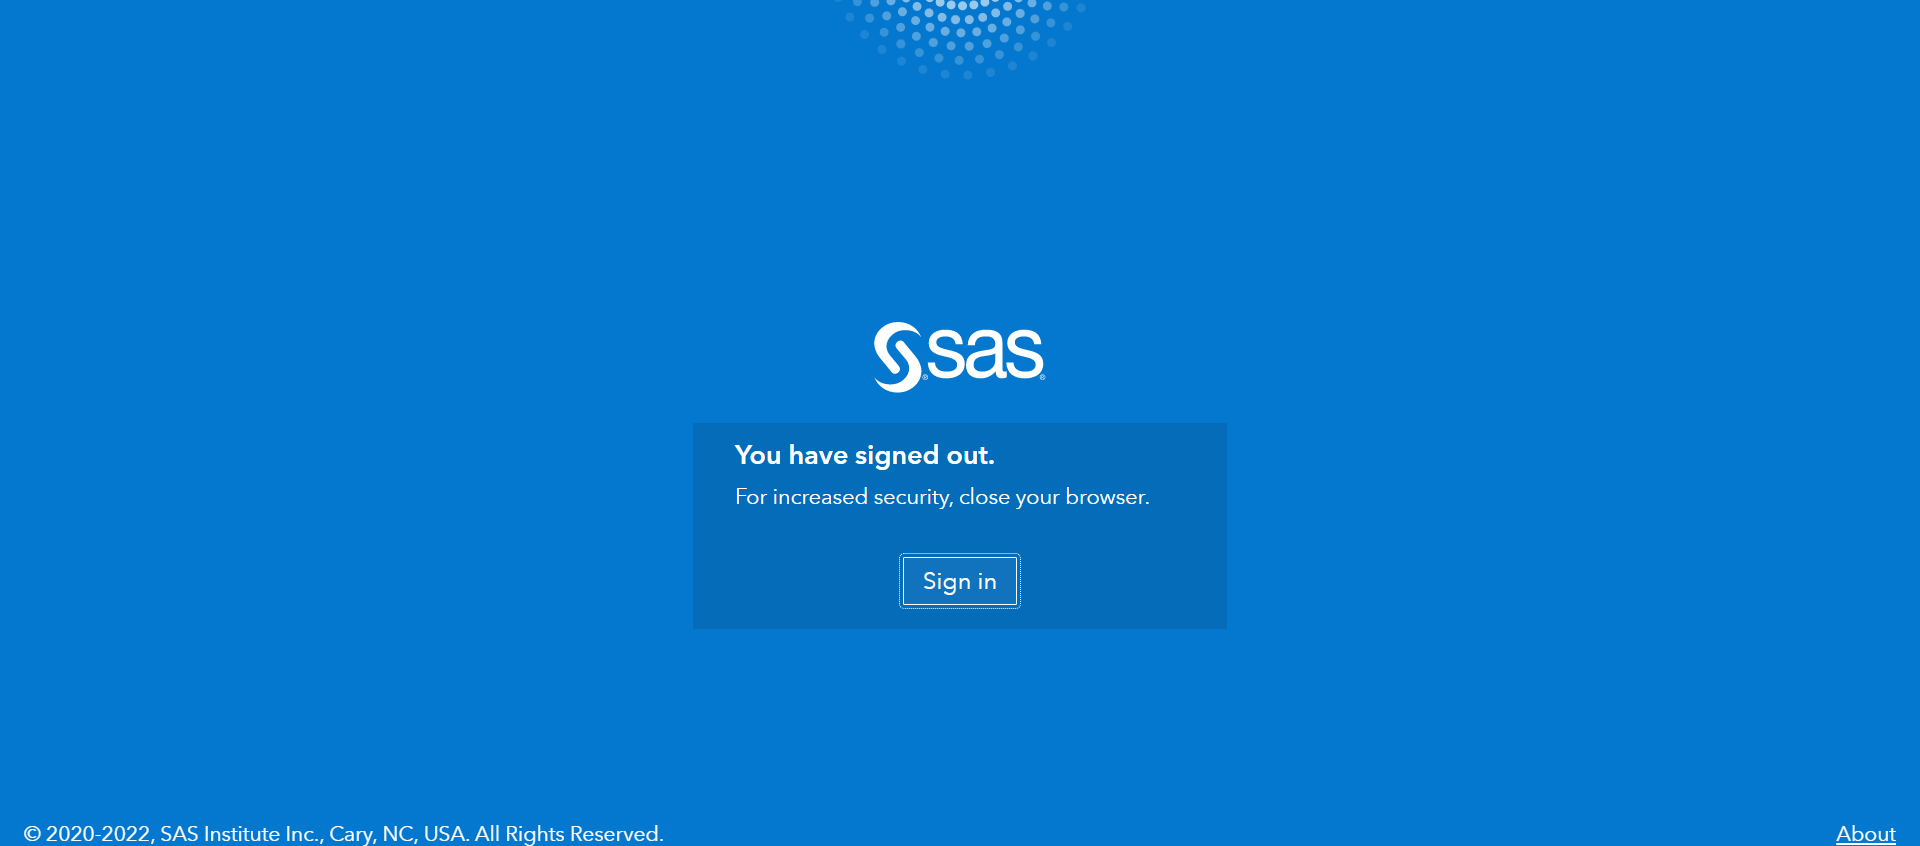 sas
You have signed out.
For increased security, close your browser.
Sign in
© 2020-2022, SAS Institute Inc., Cary, NC, USA. All Rights Reserved.
About